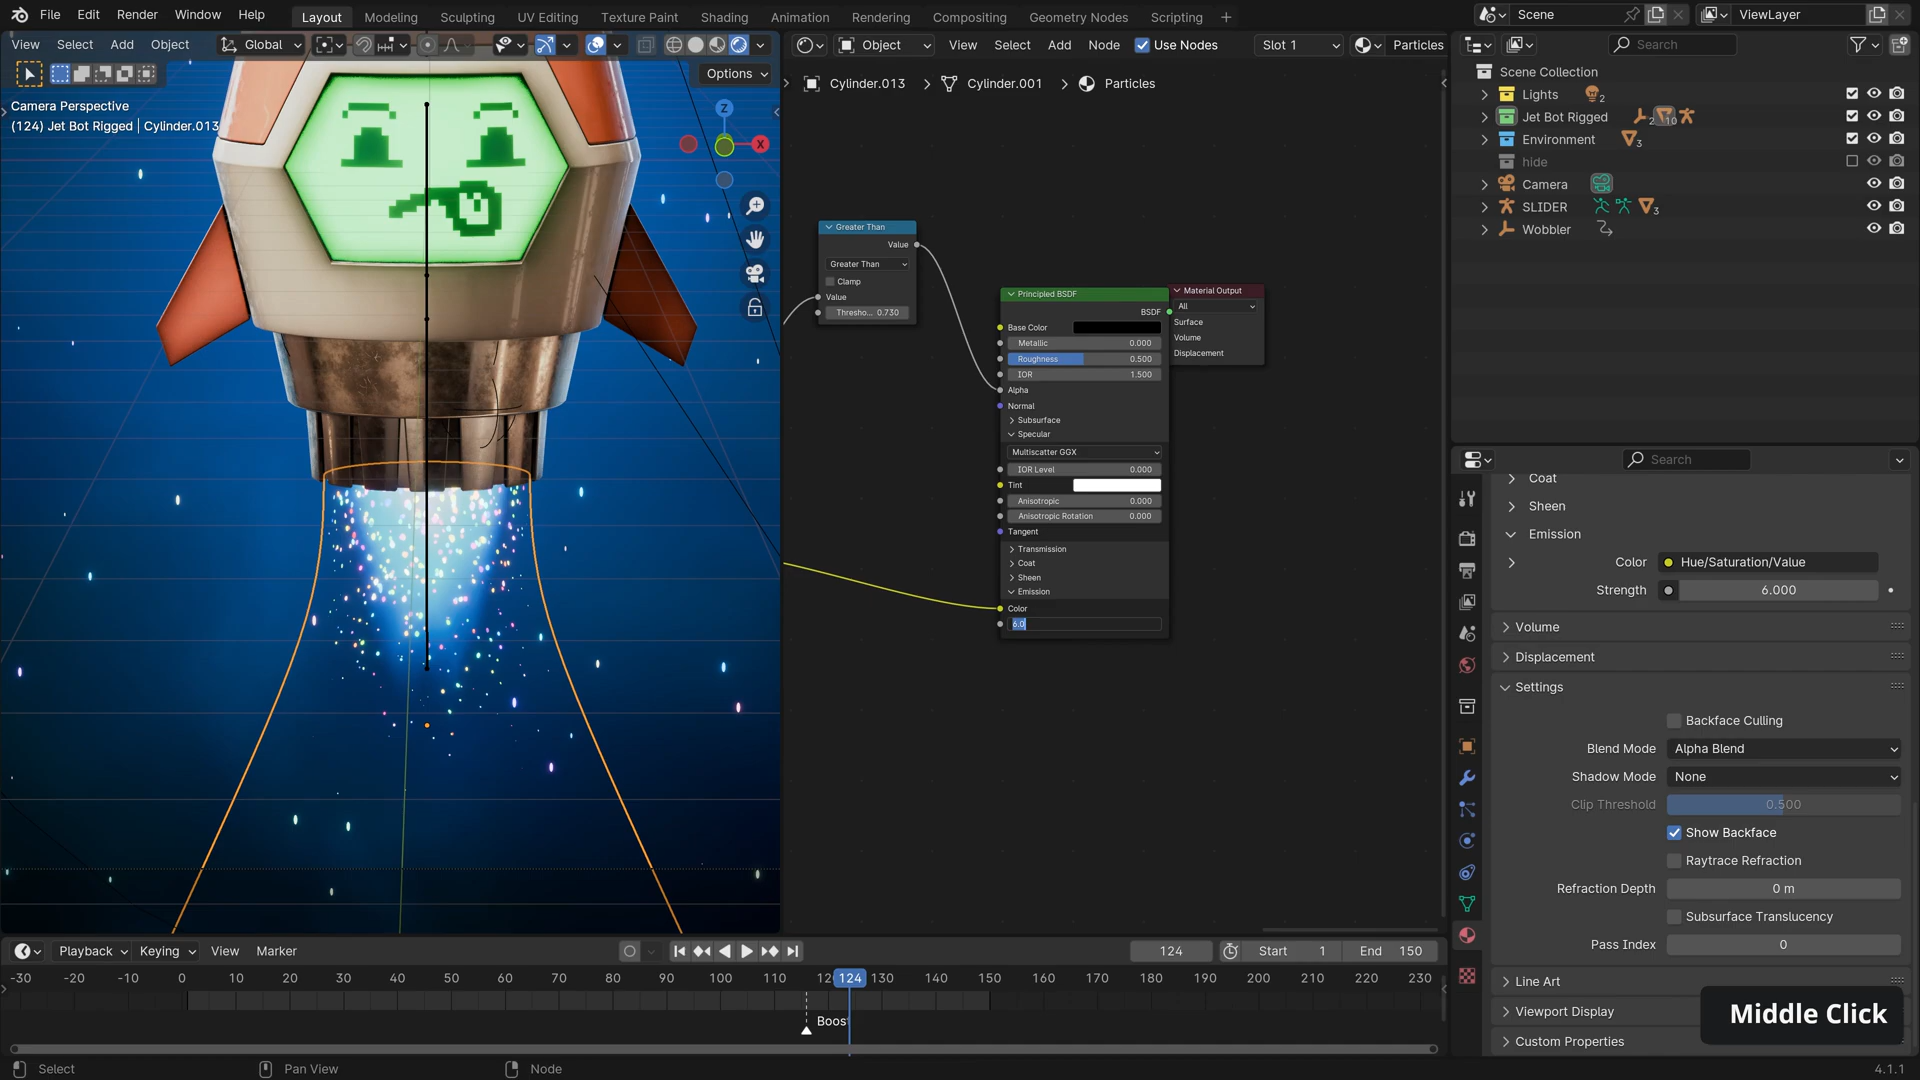 File Edit Render Window Help Layout Modeling Sculpting UV Editing Texture Paint Shading Animation Rendering Compositing Geometry Nodes Scripting + Scene ViewLayer
View Select Add Object Global Object View Select Add Node Use Nodes Slot 1 Particles Search
Options
Cylinder.013 > Cylinder.001 > Particles
Camera Perspective
(124) Jet Bot Rigged | Cylinder.013
Z
X
Scene Collection
Lights 2
Jet Bot Rigged 2 10
Environment 3
hide
Camera
SLIDER 3
Wobbler
Greater Than
Value
Greater Than
Clamp
Value
Thresho... 0.730
Principled BSDF
BSDF
Base Color
Metallic 0.000
Roughness 0.500
IOR 1.500
Alpha
Normal
Subsurface
Specular
Multiscatter GGX
IOR Level 0.000
Tint
Anisotropic 0.000
Anisotropic Rotation 0.000
Tangent
Transmission
Coat
Sheen
Emission
Color
6.0
Material Output
All
Surface
Volume
Displacement
Search
Coat
Sheen
Emission
Color Hue/Saturation/Value
Strength 6.000
Volume
Displacement
Settings
Backface Culling
Blend Mode Alpha Blend
Shadow Mode None
Clip Threshold 0.500
Show Backface
Raytrace Refraction
Refraction Depth 0 m
Subsurface Translucency
Pass Index 0
Line Art
Viewport Display
Custom Properties
Middle Click
Playback Keying View Marker 124 Start 1 End 150
-30 -20 -10 0 10 20 30 40 50 60 70 80 90 100 110 12 124 130 140 150 160 170 180 190 200 210 220 230
Boos
Select Pan View Node 4.1.1